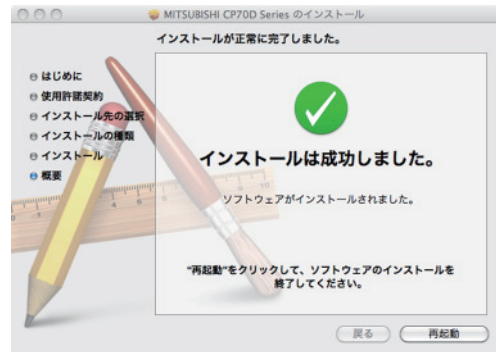 MITSUBISHI CP70D Series のインストール
インストールが正常に完了しました。
はじめに
使用許諾契約
インストール先の選択
インストールの種類
インストール
概要
インストールは成功しました。
ソフトウェアがインストールされました。
"再起動"をクリックして、ソフトウェアのインストールを
終了してください。
戻る
再起動